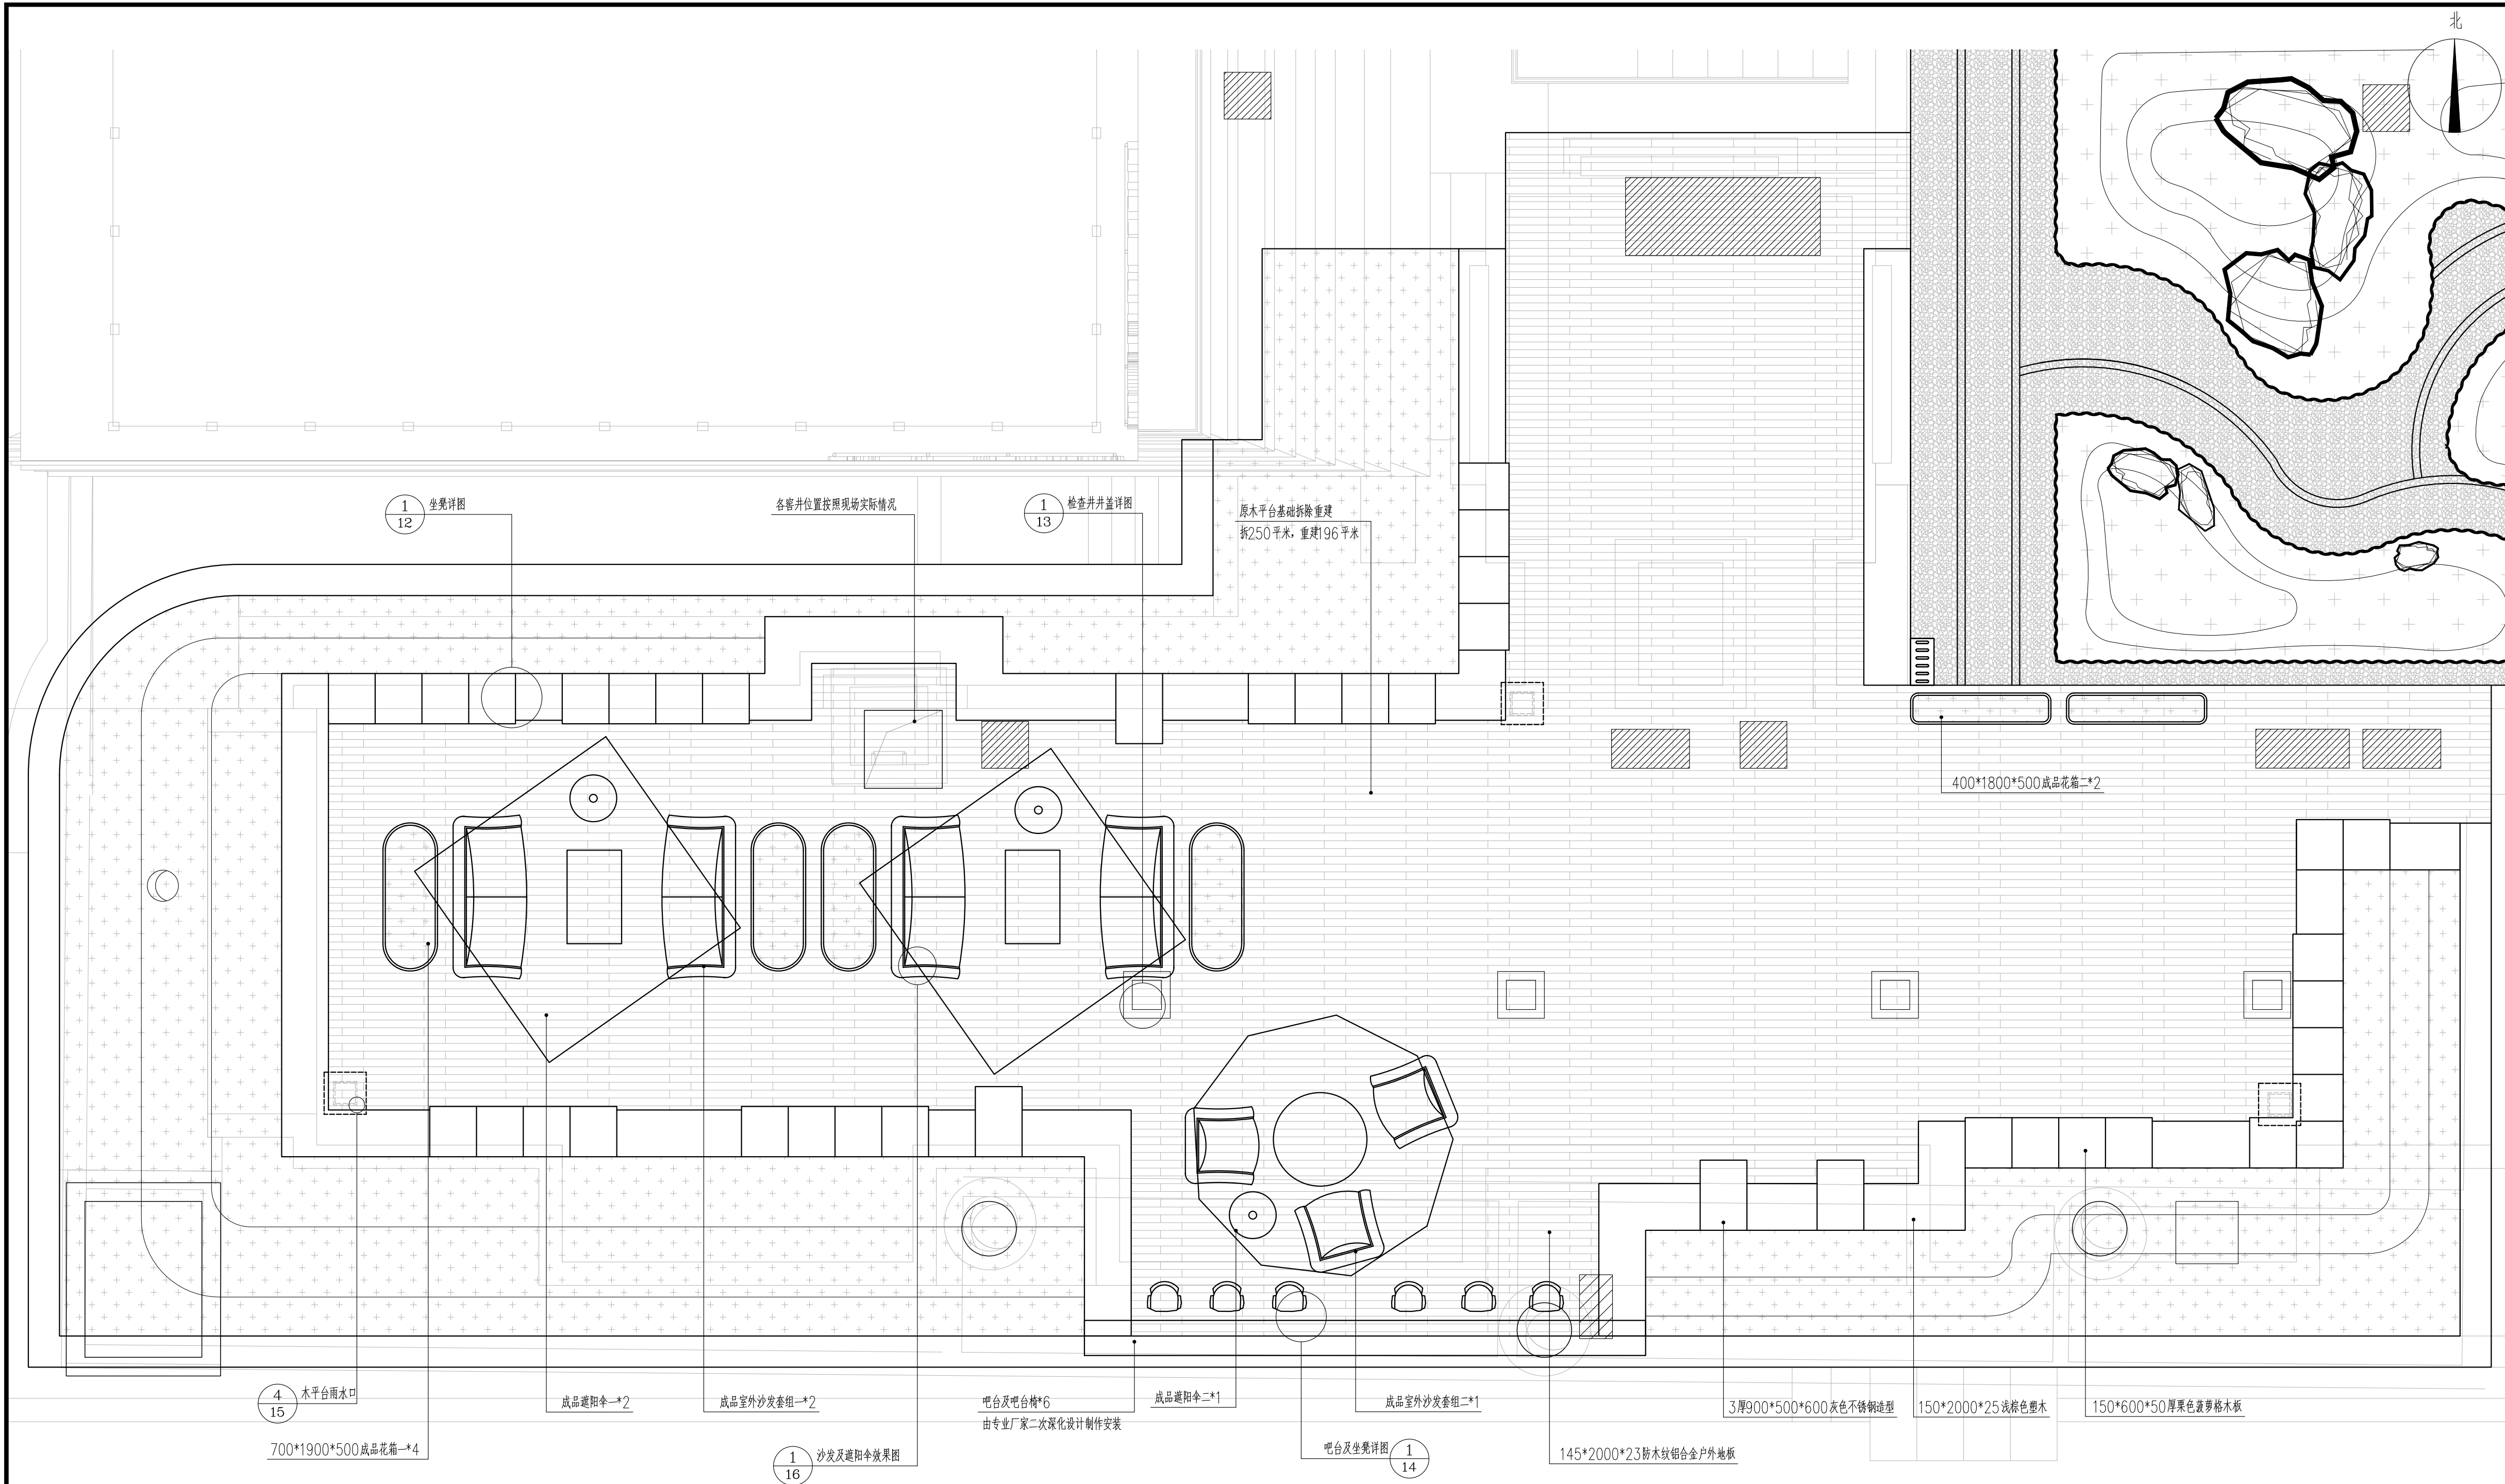 北
1
12
坐凳详图
各窖井位置按照现场实际情况
1
13
检查井井盖详图
原木平台基础拆除重建
拆250平米，重建196平米
400*1800*500成品花箱二*2
4
15
木平台雨水口
700*1900*500成品花箱一*4
成品遮阳伞一*2
成品室外沙发套组一*2
1
16
沙发及遮阳伞效果图
吧台及吧台椅*6
由专业厂家二次深化设计制作安装
成品遮阳伞二*1
吧台及坐凳详图
1
14
成品室外沙发套组二*1
145*2000*23防木纹铝合金户外地板
3厚900*500*600灰色不锈钢造型
150*2000*25浅棕色塑木
150*600*50厚栗色菠萝格木板